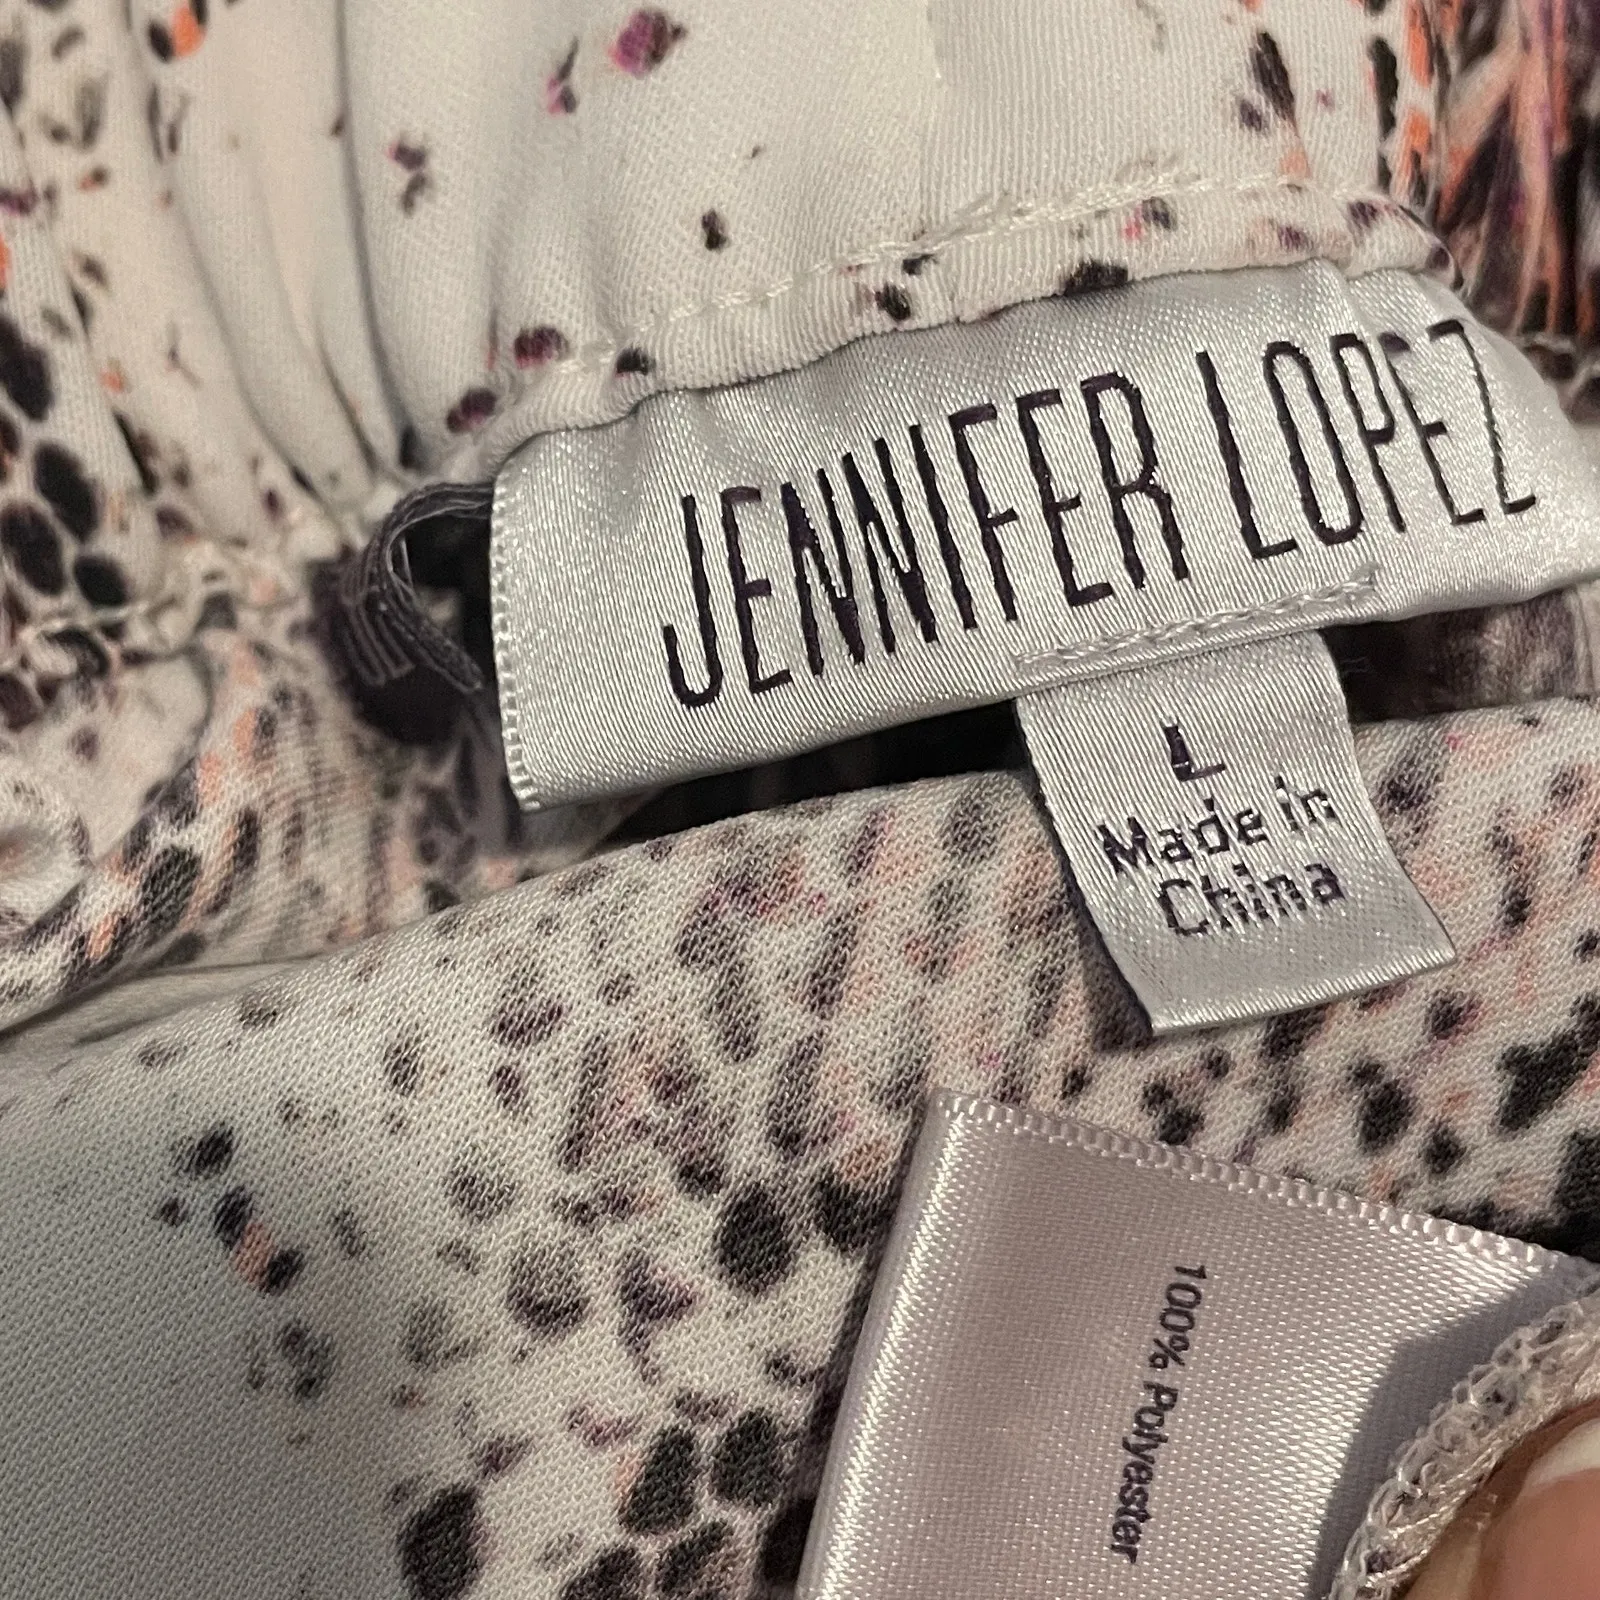 JENNIFER LOPEZ
L
Made in
China
100% Polyester